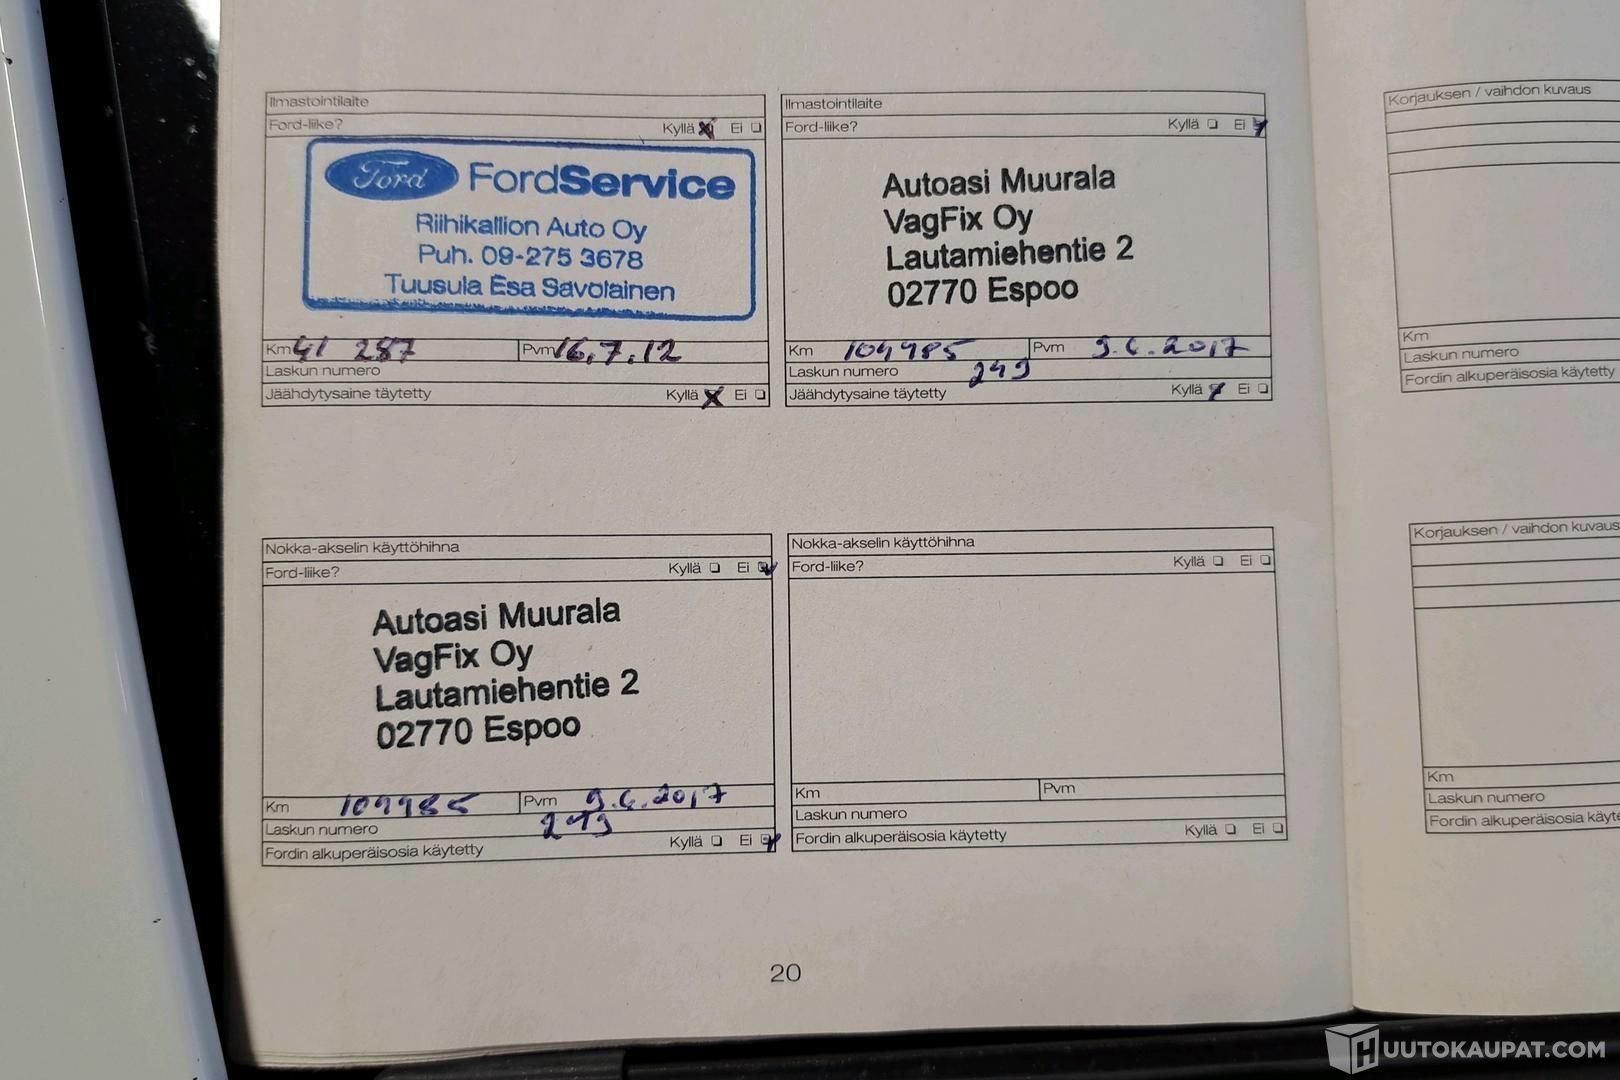 Ilmastointilaite
Ford-liike? Kyllä Ei
Ford FordService
Riihikallion Auto Oy
Puh. 09-275 3678
Tuusula Esa Savolainen
Km 41 287 Pvm 16.7.12
Laskun numero
Jäähdytysaine täytetty Kyllä Ei
Ilmastointilaite
Ford-liike? Kyllä Ei
Autoasi Muurala
VagFix Oy
Lautamiehentie 2
02770 Espoo
Km 104985 Pvm 9.6.2017
Laskun numero 249
Jäähdytysaine täytetty Kyllä Ei
Nokka-akselin käyttöhihna
Ford-liike? Kyllä Ei
Autoasi Muurala
VagFix Oy
Lautamiehentie 2
02770 Espoo
Km 104985 Pvm 9.6.2017
Laskun numero 249
Fordin alkuperäisosia käytetty Kyllä Ei
Nokka-akselin käyttöhihna
Ford-liike? Kyllä Ei
Km Pvm
Laskun numero
Fordin alkuperäisosia käytetty Kyllä Ei
20
Korjauksen / vaihdon kuvaus
Km
Laskun numero
Fordin alkuperäisosia käytetty
Korjauksen / vaihdon kuvaus
Km
Laskun numero
Fordin alkuperäisosia
HUUTOKAUPAT.COM